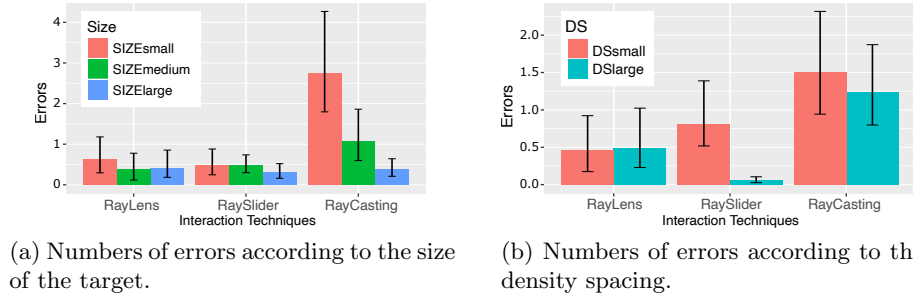 Size
SIZEsmall
SIZEmedium
SIZElarge
4
3
2
1
0
Errors
RayLens RaySlider RayCasting
Interaction Techniques
(a) Numbers of errors according to the size
of the target.
DS
DSsmall
DSlarge
2.0
1.5
1.0
0.5
0.0
Errors
RayLens RaySlider RayCasting
Interaction Techniques
(b) Numbers of errors according to th
density spacing.